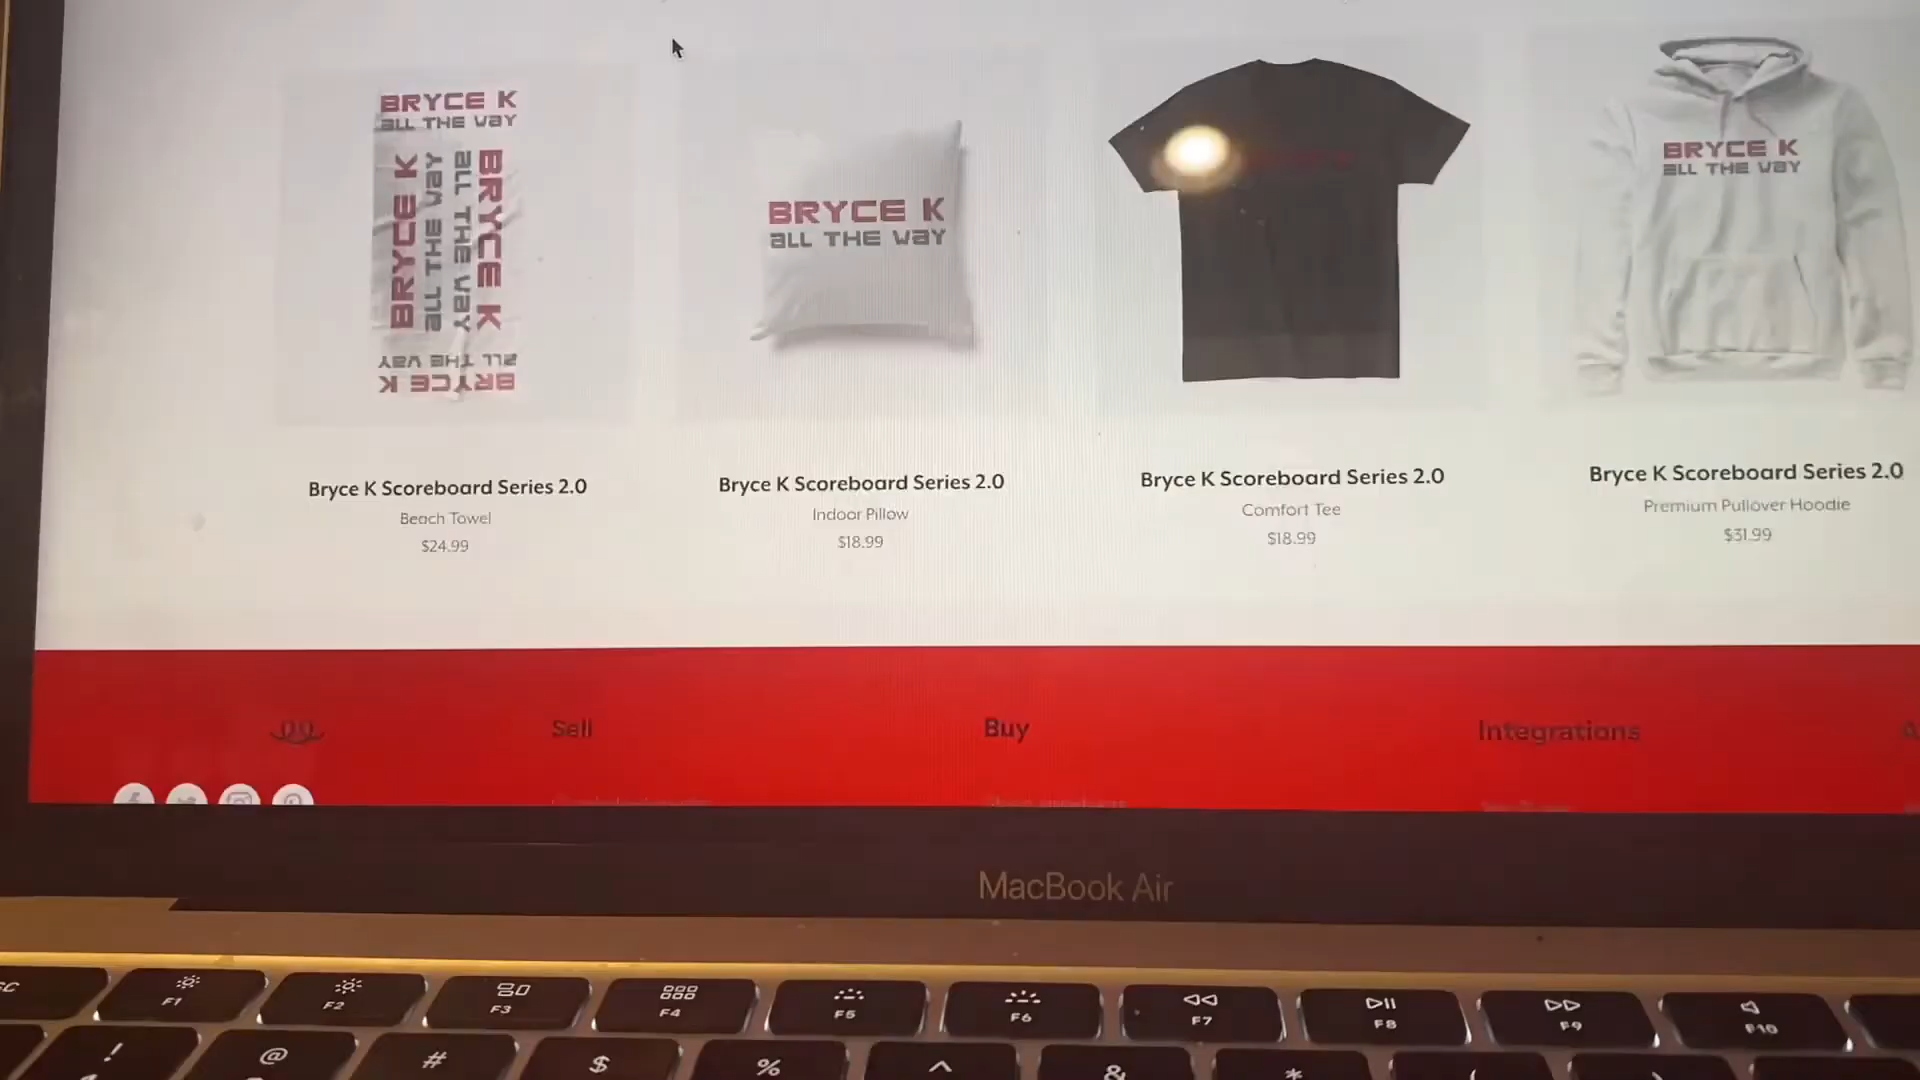 BRYCE K
ALL THE WAY
BRYCE K
ALL THE WAY
ALL THE WAY
BRYCE K
ALL THE WAY
BRYCE K
BRYCE K
ALL THE WAY
BRYCE K
ALL THE WAY
Bryce K Scoreboard Series 2.0
Beach Towel
$24.99
Bryce K Scoreboard Series 2.0
Indoor Pillow
$18.99
Bryce K Scoreboard Series 2.0
Comfort Tee
$18.99
Bryce K Scoreboard Series 2.0
Premium Pullover Hoodie
$31.99
Sell
Buy
Integrations
MacBook Air
F1
F2
F3
F4
F5
F6
F7
F8
F9
F10
! @ # $ % ^ & *